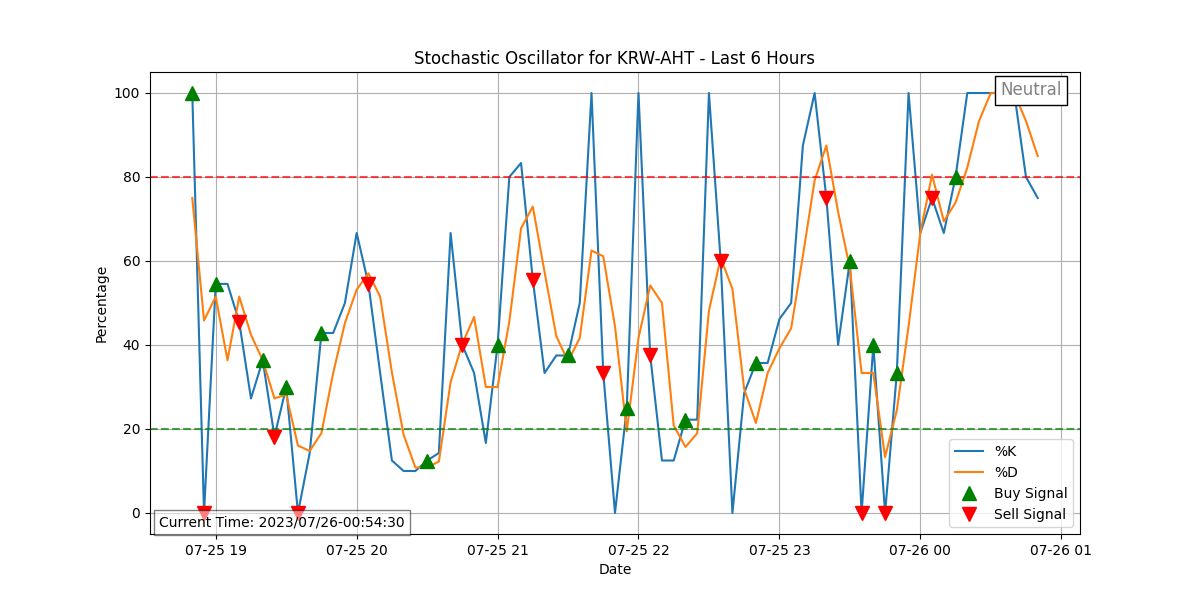 Stochastic Oscillator for KRW-AHT - Last 6 Hours
Neutral
100
80
60
40
20
0
Percentage
%K
%D
Buy Signal
Sell Signal
Current Time: 2023/07/26-00:54:30
07-25 19
07-25 20
07-25 21
07-25 22
07-25 23
07-26 00
07-26 01
Date